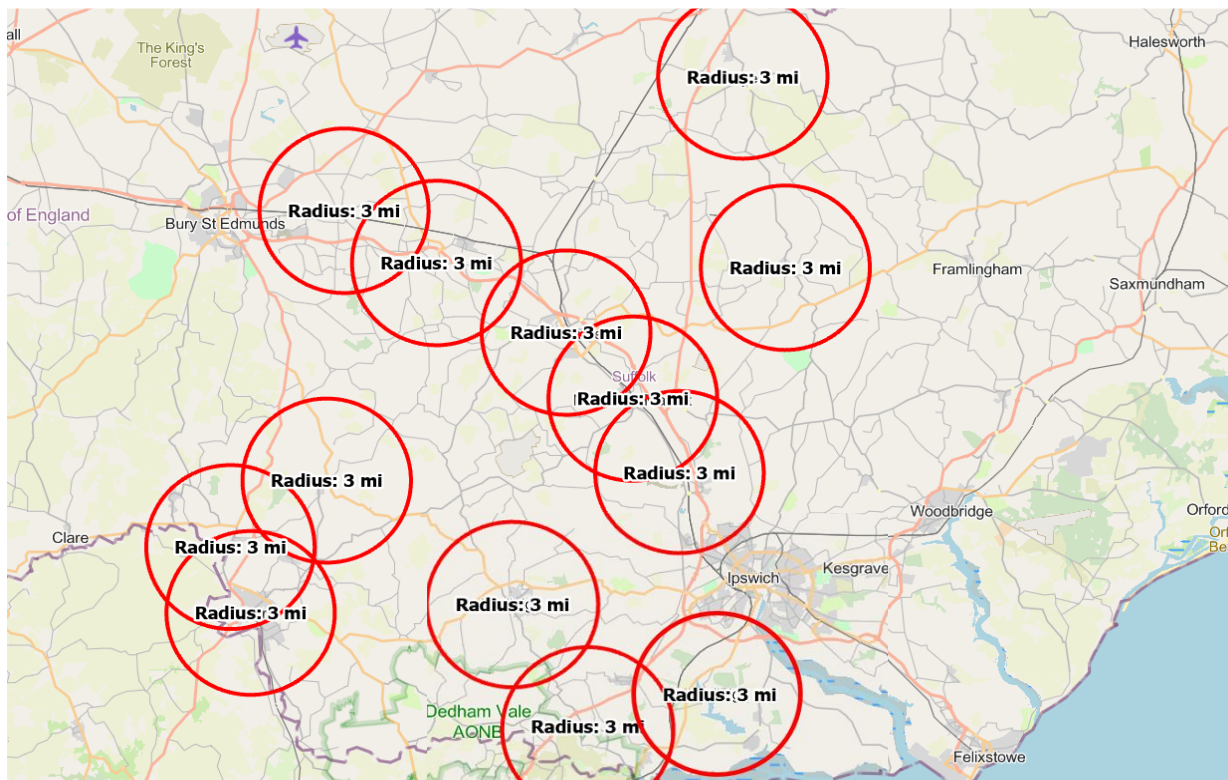 all
The King's
Forest
Halesworth
Radius: 3 mi
Radius: 3 mi
of England
Bury St Edmunds
Radius: 3 mi
Radius: 3 mi
Framlingham
Saxmundham
Radius: 3 mi
Suffolk
Radius: 3 mi
Radius: 3 mi
Radius: 3 mi
Woodbridge
Orford
Clare
Radius: 3 mi
Or
Be
Kesgrave
Ipswich
Radius: 3 mi
Radius: 3 mi
Radius: 3 mi
Dedham Vale
AONB
Radius: 3 mi
Felixstowe